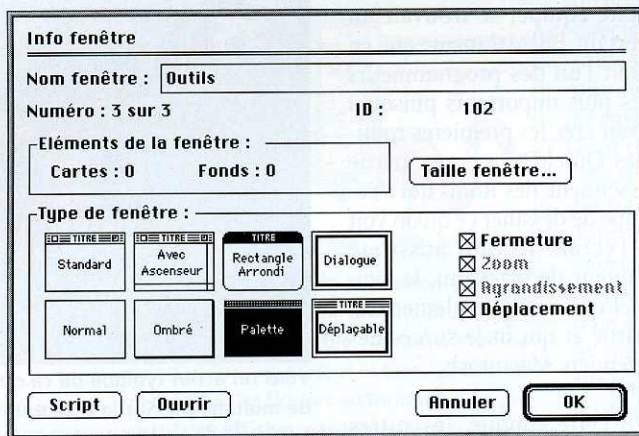 Info fenêtre
Nom fenêtre : Outils
Numéro : 3 sur 3 ID : 102
Eléments de la fenêtre :
Cartes : 0 Fonds : 0
Taille fenêtre...
Type de fenêtre :
TITRE
Standard
TITRE
Avec
Ascenseur
TITRE
Rectangle
Arrondi
Dialogue
Normal
Ombré
Palette
TITRE
Déplaçable
Fermeture
Zoom
Agrandissement
Déplacement
Script
Ouvrir
Annuler
OK